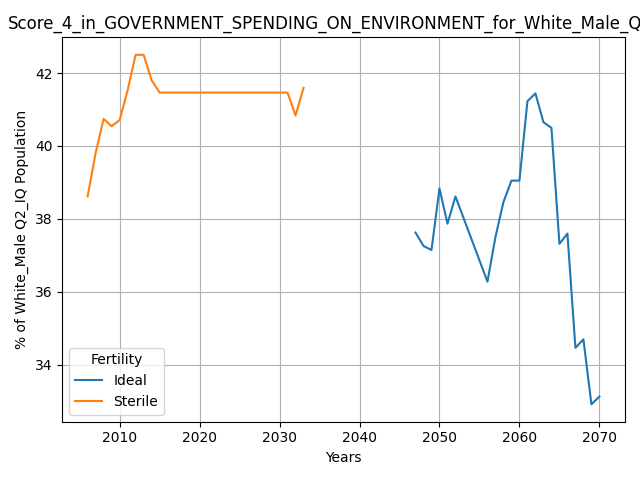 Score_4_in_GOVERNMENT_SPENDING_ON_ENVIRONMENT_for_White_Male_Q
% of White_Male Q2_IQ Population
42
40
38
36
34
Fertility
Ideal
Sterile
2010 2020 2030 2040 2050 2060 2070
Years